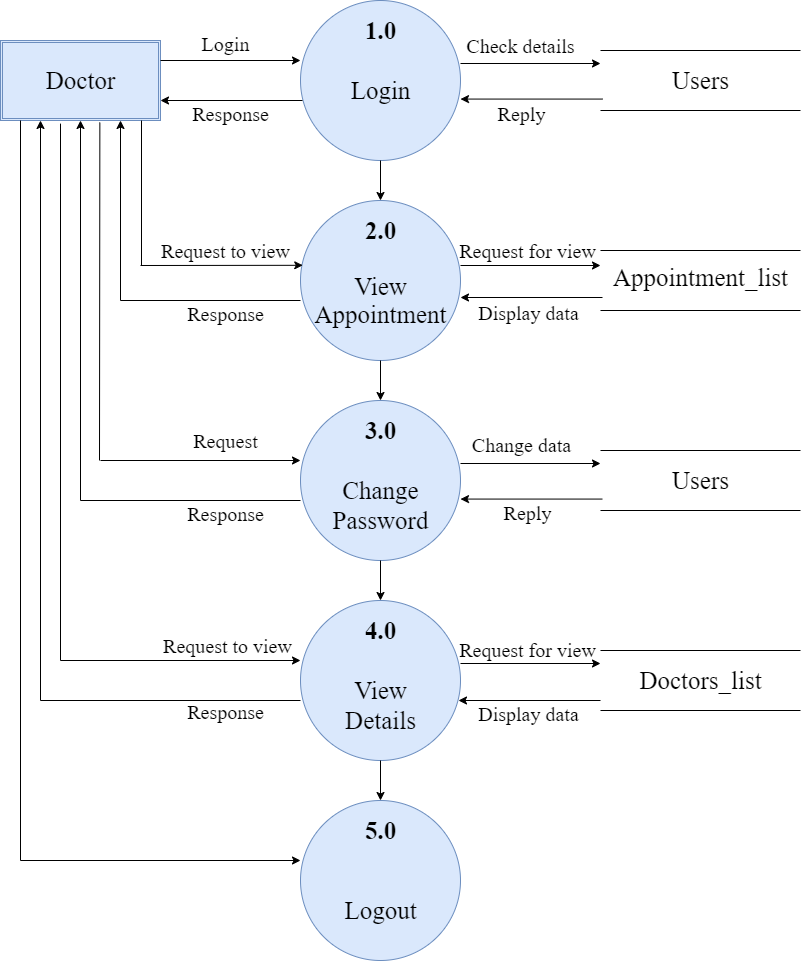 1.0
Login
Check details
Doctor
Login
Users
Response
Reply
2.0
Request to view
Request for view
View
Appointment
Appointment_list
Response
Display data
3.0
Request
Change data
Change
Password
Users
Response
Reply
4.0
Request to view
Request for view
View
Details
Doctors_list
Response
Display data
5.0
Logout